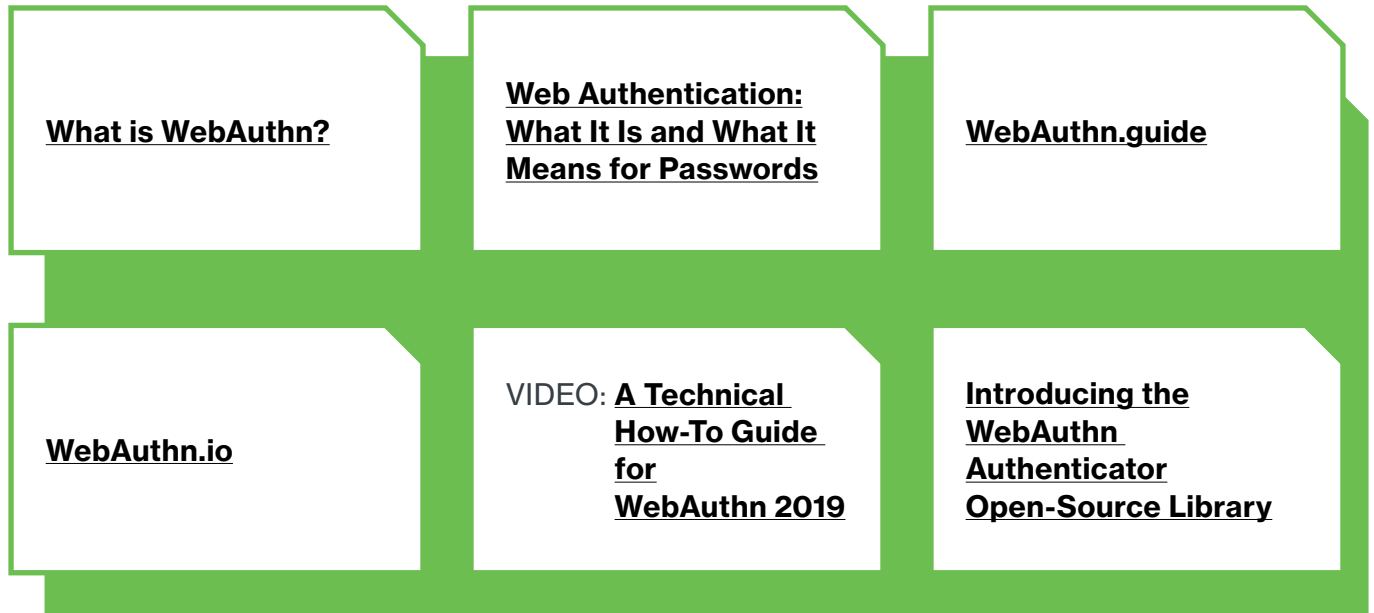 What is WebAuthn?
Web Authentication:
What It Is and What It
Means for Passwords
WebAuthn.guide
WebAuthn.io
VIDEO: A Technical
How-To Guide
for
WebAuthn 2019
Introducing the
WebAuthn
Authenticator
Open-Source Library